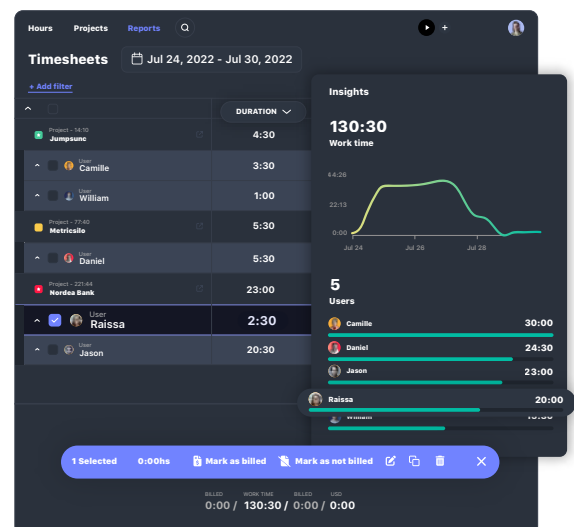 Hours Projects Reports
Timesheets Jul 24, 2022 - Jul 30, 2022
+ Add filter
DURATION
Project - 14:10
Jumpsunc 4:30
User
Camille 3:30
User
William 1:00
Project - 77:40
Metricsilo 5:30
User
Daniel 5:30
Project - 221:44
Nordea Bank 23:00
User
Raissa 2:30
User
Jason 20:30
Insights
130:30
Work time
44:26
22:13
0:00
Jul 24 Jul 26 Jul 28
5
Users
Camille 30:00
Daniel 24:30
Jason 23:00
Raissa 20:00
William
1 Selected 0:00hs Mark as billed Mark as not billed
BILLED WORK TIME BILLED USD
0:00 / 130:30 / 0:00 / 0:00